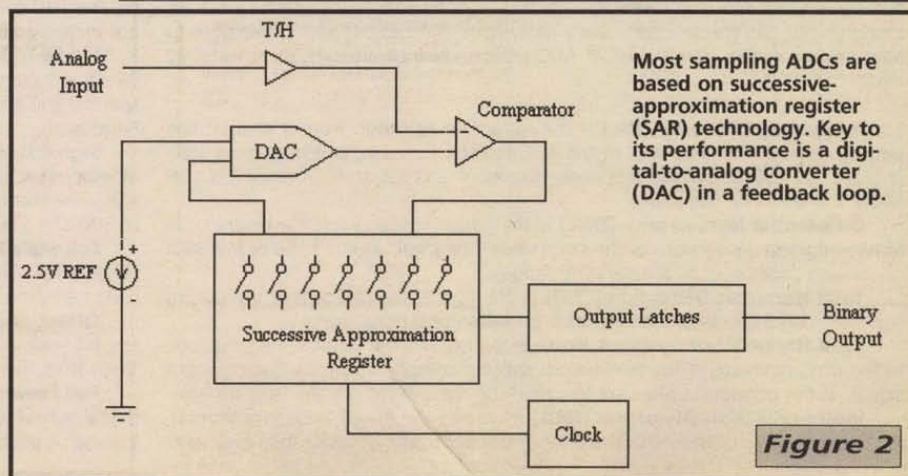 T/H
Analog
Input
Comparator
DAC
Most sampling ADCs are
based on successive-
approximation register
(SAR) technology. Key to
its performance is a digi-
tal-to-analog converter
(DAC) in a feedback loop.
+
2.5V REF
-
Successive Approximation
Register
Output Latches
Binary
Output
Clock
Figure 2